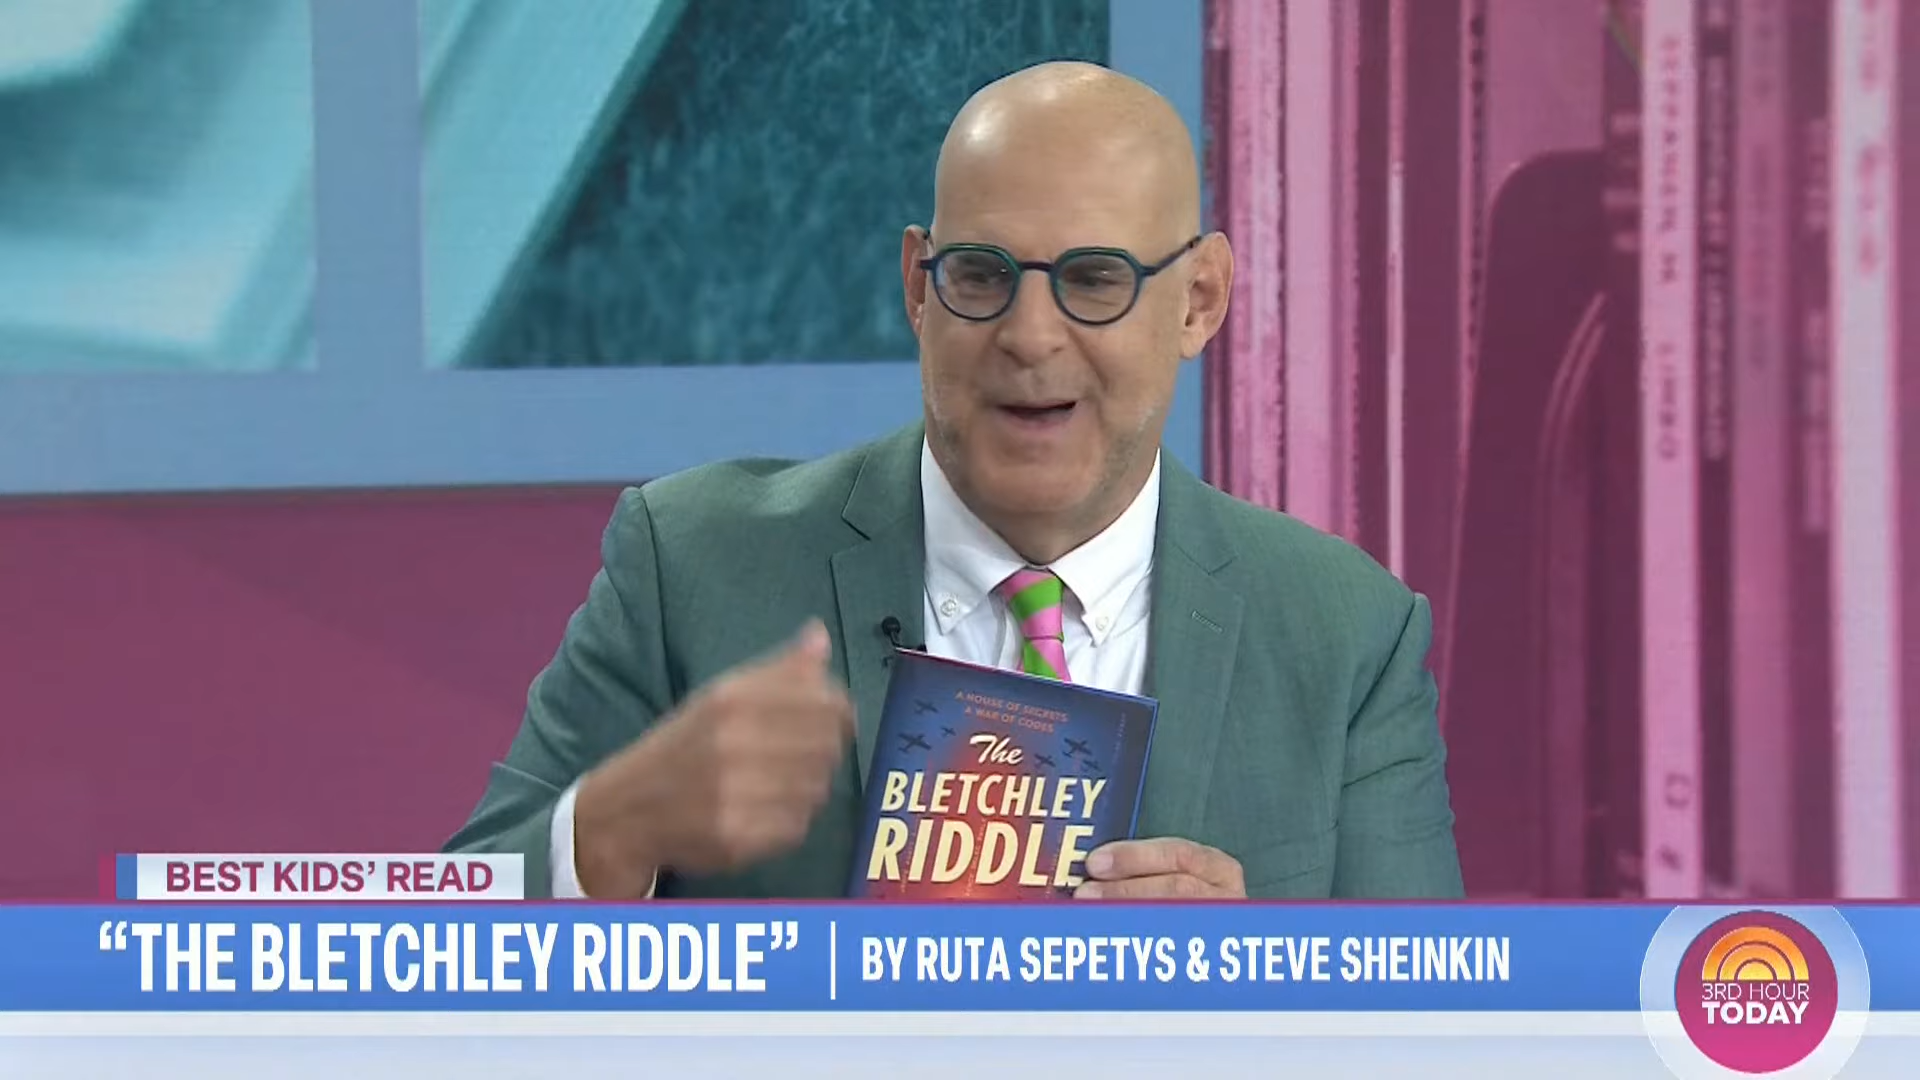 A HOUSE OF SECRETS
A WAR OF CODES
The
BLETCHLEY
RIDDLE
BEST KIDS' READ
“THE BLETCHLEY RIDDLE” BY RUTA SEPETYS & STEVE SHEINKIN
3RD HOUR
TODAY